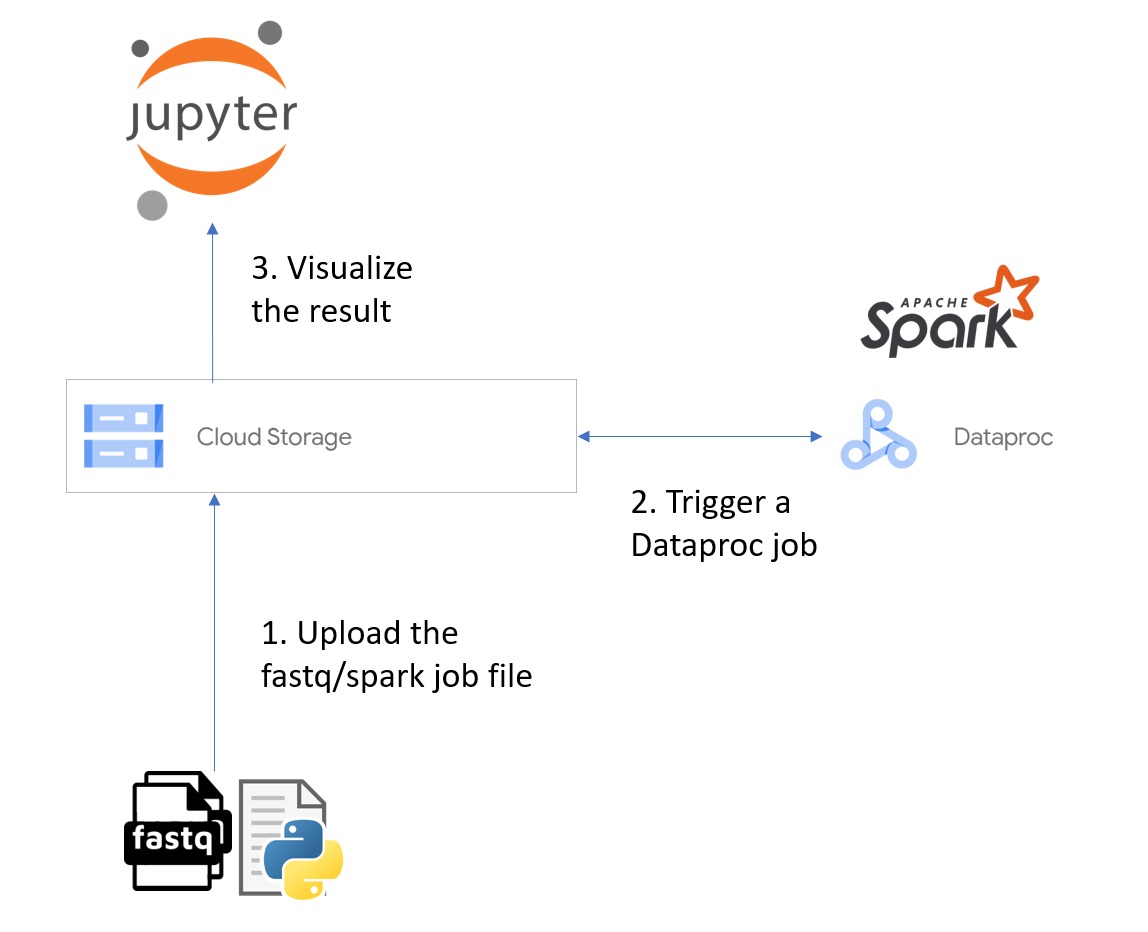 jupyter
3. Visualize
the result
APACHE
Spark
Cloud Storage
Dataproc
2. Trigger a
Dataproc job
1. Upload the
fastq/spark job file
fastq